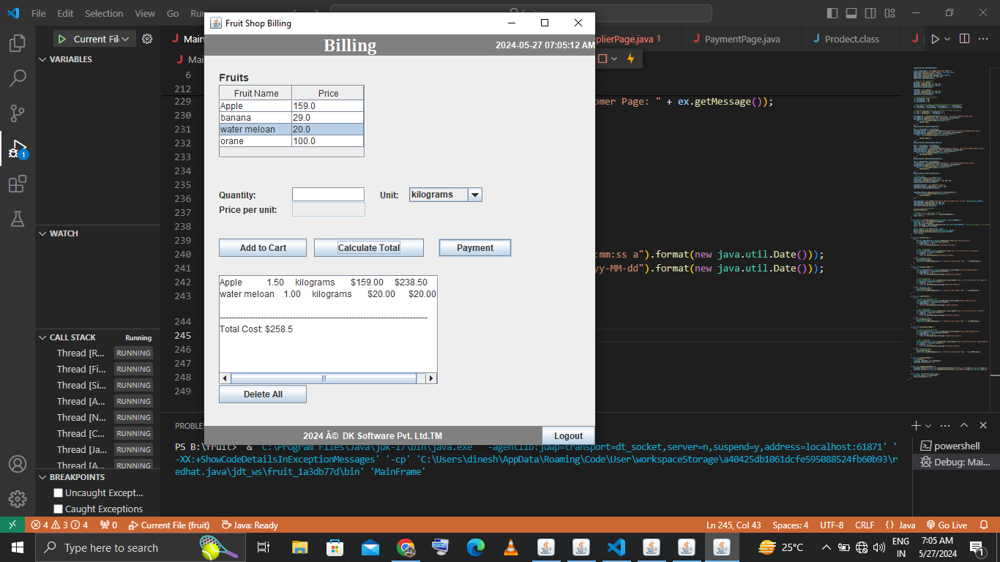 File Edit Selection View Go Run
Fruit Shop Billing
Billing 2024-05-27 07:05:12 AM
Current File
Main
plierPage.java 1
PaymentPage.java
Prodect.class
VARIABLES
WATCH
CALL STACK Running
Thread [R... RUNNING
Thread [Fi... RUNNING
Thread [Si... RUNNING
Thread [A... RUNNING
Thread [N... RUNNING
Thread [C... RUNNING
Thread [Ja... RUNNING
Thread [A... RUNNING
BREAKPOINTS
Uncaught Except...
Caught Exceptions
6
212
229 omer Page: " + ex.getMessage());
230
231
232
233
234
235
236
237
238
239
240 :mm:ss a").format(new java.util.Date()));
241 yy-MM-dd").format(new java.util.Date()));
242
243
244
245
246
247
248
249
Fruits
Fruit Name Price
Apple 159.0
banana 29.0
water meloan 20.0
orane 100.0
Quantity: Unit: kilograms
Price per unit:
Add to Cart Calculate Total Payment
Apple 1.50 kilograms $159.00 $238.50
water meloan 1.00 kilograms $20.00 $20.00
Total Cost: $258.5
Delete All
2024 Â© DK Software Pvt. Ltd.TM Logout
PROBLE
PS B:\fruit> & 'C:\Program Files\Java\jdk-17\bin\java.exe' '-agentlib:jdwp=transport=dt_socket,server=n,suspend=y,address=localhost:61871' '
-XX:+ShowCodeDetailsInExceptionMessages' '-cp' 'C:\Users\dinesh\AppData\Roaming\Code\User\workspaceStorage\a40425db1061dcfe595088524fb60b93\r
edhat.java\jdt_ws\fruit_1a3db77d\bin' 'MainFrame'
powershell
Debug: Mai...
4 3 4 0 Current File (fruit) Java: Ready Ln 245, Col 43 Spaces: 4 UTF-8 CRLF {} Java Go Live
Type here to search
25°C
ENG
IN
7:05 AM
5/27/2024
1